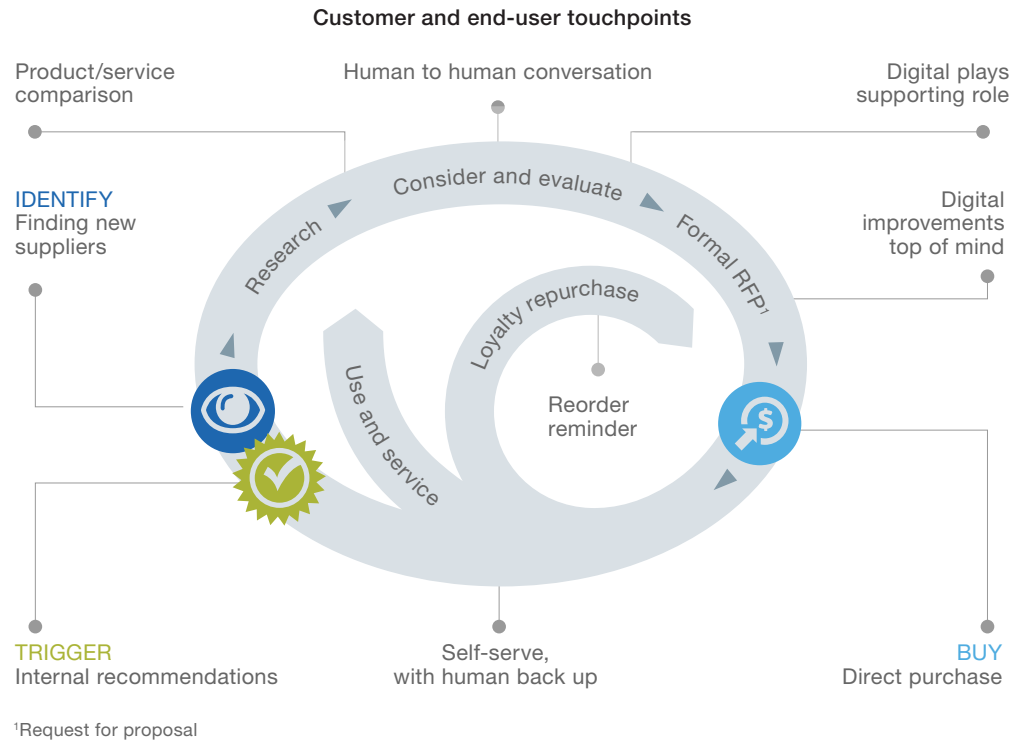 Customer and end-user touchpoints
Product/service
comparison
Human to human conversation
Digital plays
supporting role
IDENTIFY
Finding new
suppliers
Digital
improvements
top of mind
Research
Consider and evaluate
Formal RFP¹
Loyalty repurchase
Use and service
Reorder
reminder
$
TRIGGER
Internal recommendations
Self-serve,
with human back up
BUY
Direct purchase
¹Request for proposal